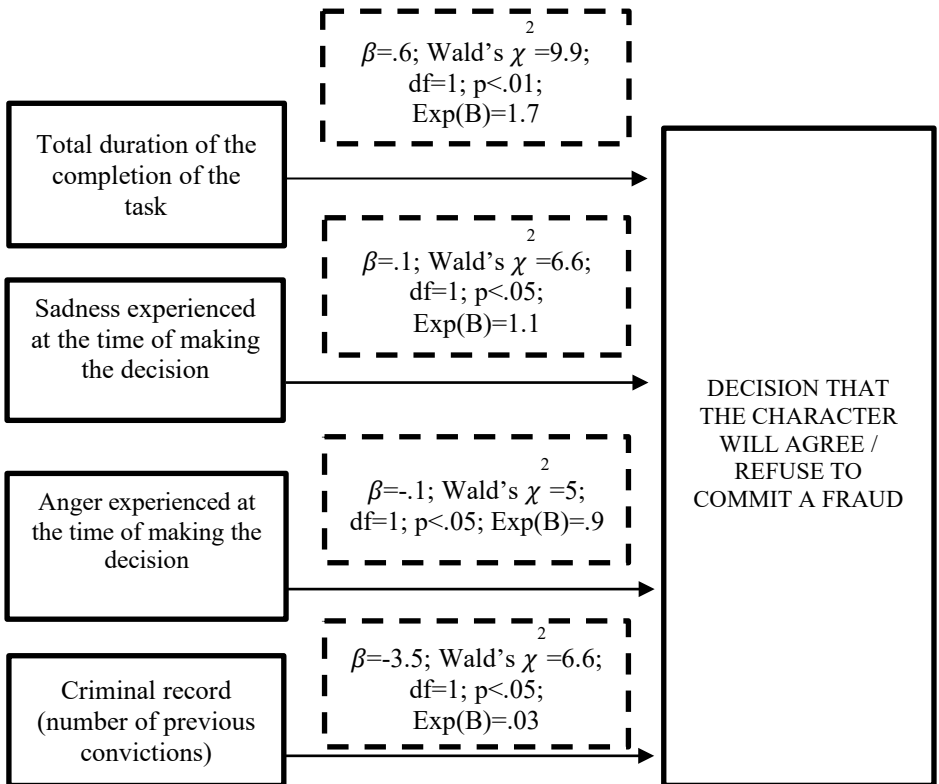 Total duration of the
completion of the
task
2
β=.6; Wald’s χ =9.9;
df=1; p<.01;
Exp(B)=1.7
Sadness experienced
at the time of making
the decision
2
β=.1; Wald’s χ =6.6;
df=1; p<.05;
Exp(B)=1.1
Anger experienced at
the time of making the
decision
2
β=-.1; Wald’s χ =5;
df=1; p<.05; Exp(B)=.9
Criminal record
(number of previous
convictions)
2
β=-3.5; Wald’s χ =6.6;
df=1; p<.05;
Exp(B)=.03
DECISION THAT
THE CHARACTER
WILL AGREE /
REFUSE TO
COMMIT A FRAUD